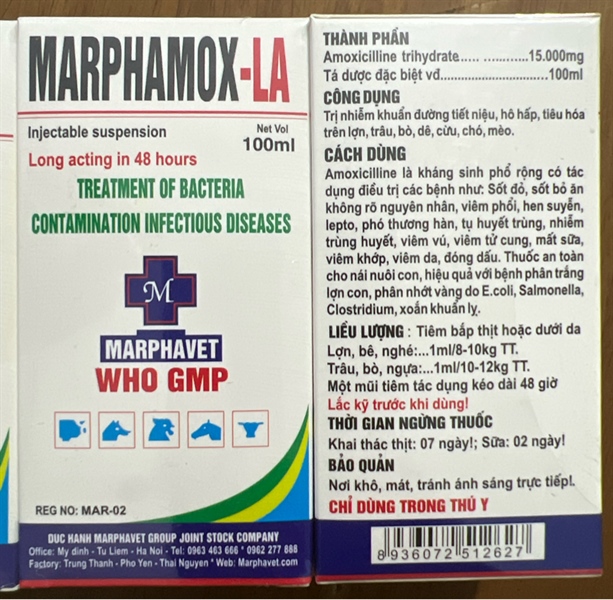 MARPHAMOX-LA
Injectable suspension
Net Vol
100ml
Long acting in 48 hours
TREATMENT OF BACTERIA
CONTAMINATION INFECTIOUS DISEASES
M
MARPHAVET
WHO GMP
REG NO: MAR-02
DUC HANH MARPHAVET GROUP JOINT STOCK COMPANY
Office: My dinh - Tu Liem - Ha Noi - Tel: 0963 463 666 * 0962 277 888
Factory: Trung Thanh - Pho Yen - Thai Nguyen * Web: Marphavet.com
THÀNH PHẦN
Amoxicilline trihydrate..... ..........15.000mg
Tá dược đặc biệt vđ................................100ml
CÔNG DỤNG
Trị nhiễm khuẩn đường tiết niệu, hô hấp, tiêu hóa
trên lợn, trâu, bò, dê, cừu, chó, mèo.
CÁCH DÙNG
Amoxicilline là kháng sinh phổ rộng có tác
dụng điều trị các bệnh như: Sốt đỏ, sốt bỏ ăn
không rõ nguyên nhân, viêm phổi, hen suyễn,
lepto, phó thương hàn, tụ huyết trùng, nhiễm
trùng huyết, viêm vú, viêm tử cung, mất sữa,
viêm khớp, viêm da, đóng dấu. Thuốc an toàn
cho nái nuôi con, hiệu quả với bệnh phân trắng
lợn con, phân nhớt vàng do E.coli, Salmonella,
Clostridium, xoắn khuẩn lỵ.
LIỀU LƯỢNG : Tiêm bắp thịt hoặc dưới da
Lợn, bê, nghé:...1ml/8-10kg TT.
Trâu, bò, ngựa:...1ml/10-12kg TT.
Một mũi tiêm tác dụng kéo dài 48 giờ
Lắc kỹ trước khi dùng!
THỜI GIAN NGỪNG THUỐC
Khai thác thịt: 07 ngày!; Sữa: 02 ngày!
BẢO QUẢN
Nơi khô, mát, tránh ánh sáng trực tiếp!.
CHỈ DÙNG TRONG THÚ Y
8 936072 512627